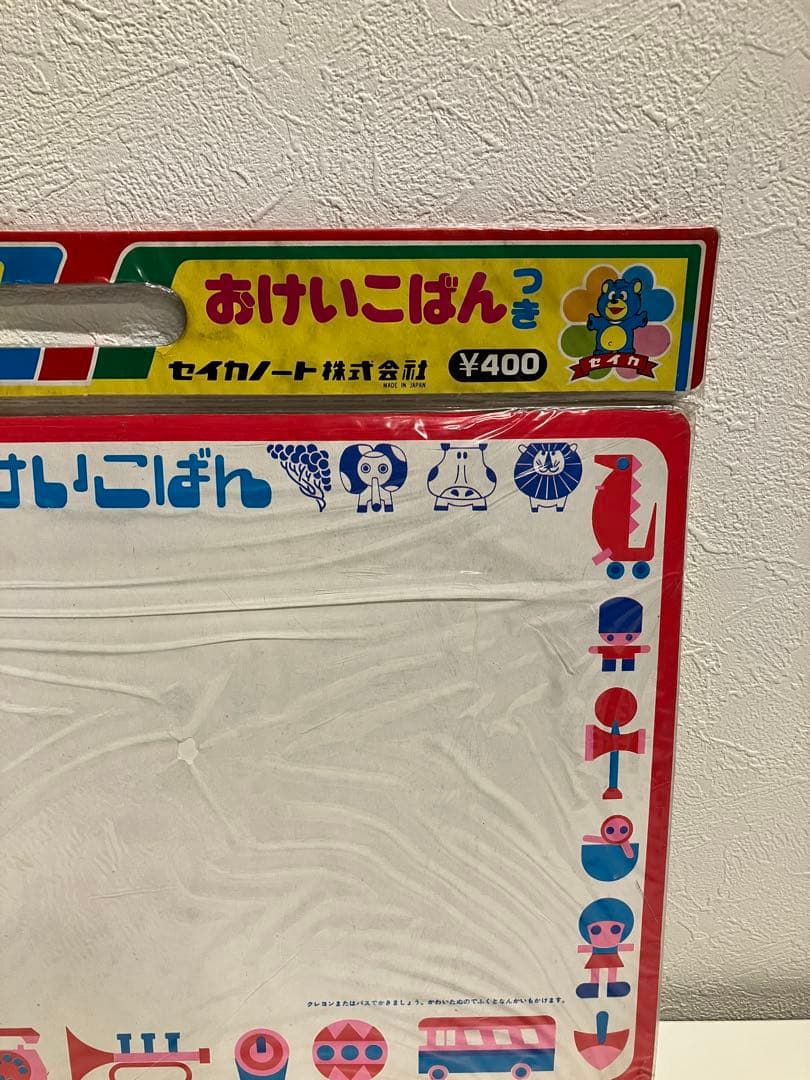 おけいこばんつき
セイカノート株式会社 ¥400
MADE IN JAPAN
セイカ
けいこばん
クレヨンまたはパスでかきましょう。かわいたぬのでふくとなんかいもかけます。